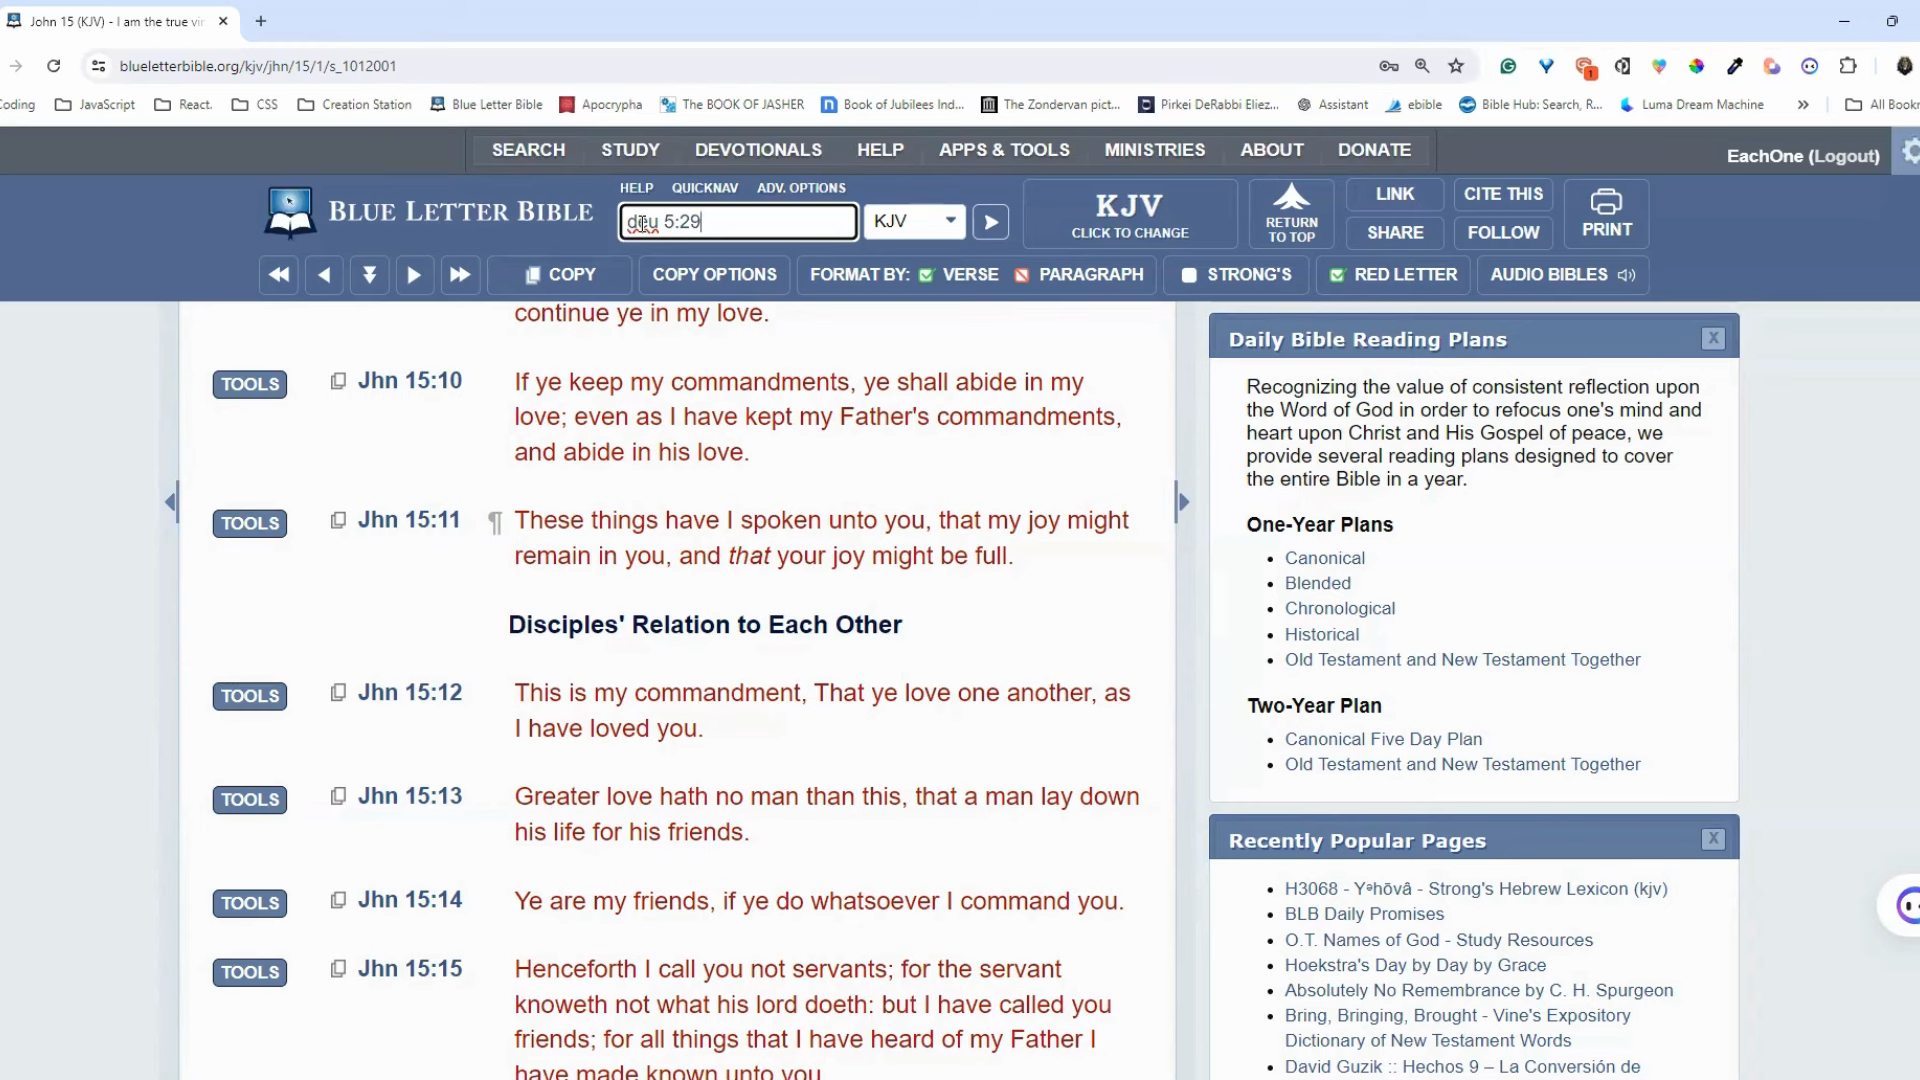 John 15 (KJV) - I am the true vin
blueletterbible.org/kjv/jhn/15/1/s_1012001
1
Coding
JavaScript
React.
CSS
Creation Station
Blue Letter Bible
Apocrypha
The BOOK OF JASHER
Book of Jubilees Ind...
The Zondervan pict...
Pirkei DeRabbi Eliez...
Assistant
ebible
Bible Hub: Search, R...
Luma Dream Machine
»
All Bookm
SEARCH
STUDY
DEVOTIONALS
HELP
APPS & TOOLS
MINISTRIES
ABOUT
DONATE
EachOne (Logout)
BLUE LETTER BIBLE
HELP
QUICKNAV
ADV. OPTIONS
deu 5:29
KJV
KJV
CLICK TO CHANGE
RETURN
TO TOP
LINK
CITE THIS
SHARE
FOLLOW
PRINT
COPY
COPY OPTIONS
FORMAT BY:
VERSE
PARAGRAPH
STRONG'S
RED LETTER
AUDIO BIBLES
continue ye in my love.
TOOLS
Jhn 15:10
If ye keep my commandments, ye shall abide in my
love; even as I have kept my Father's commandments,
and abide in his love.
TOOLS
Jhn 15:11
¶
These things have I spoken unto you, that my joy might
remain in you, and that your joy might be full.
Disciples' Relation to Each Other
TOOLS
Jhn 15:12
This is my commandment, That ye love one another, as
I have loved you.
TOOLS
Jhn 15:13
Greater love hath no man than this, that a man lay down
his life for his friends.
TOOLS
Jhn 15:14
Ye are my friends, if ye do whatsoever I command you.
TOOLS
Jhn 15:15
Henceforth I call you not servants; for the servant
knoweth not what his lord doeth: but I have called you
friends; for all things that I have heard of my Father I
have made known unto you.
Daily Bible Reading Plans
X
Recognizing the value of consistent reflection upon
the Word of God in order to refocus one's mind and
heart upon Christ and His Gospel of peace, we
provide several reading plans designed to cover
the entire Bible in a year.
One-Year Plans
Canonical
Blended
Chronological
Historical
Old Testament and New Testament Together
Two-Year Plan
Canonical Five Day Plan
Old Testament and New Testament Together
Recently Popular Pages
X
H3068 - Yᵊhōvâ - Strong's Hebrew Lexicon (kjv)
BLB Daily Promises
O.T. Names of God - Study Resources
Hoekstra's Day by Day by Grace
Absolutely No Remembrance by C. H. Spurgeon
Bring, Bringing, Brought - Vine's Expository
Dictionary of New Testament Words
David Guzik :: Hechos 9 – La Conversión de